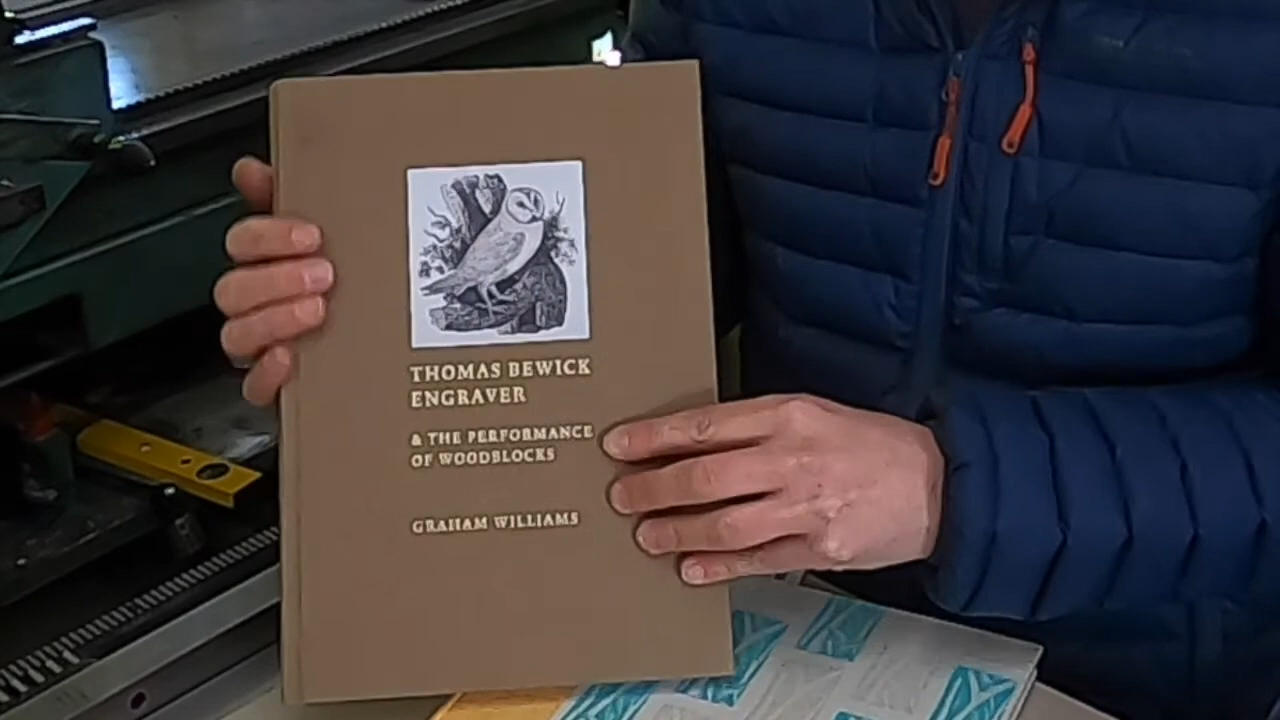 THOMAS BEWICK
ENGRAVER
& THE PERFORMANCE
OF WOODBLOCKS
GRAHAM WILLIAMS